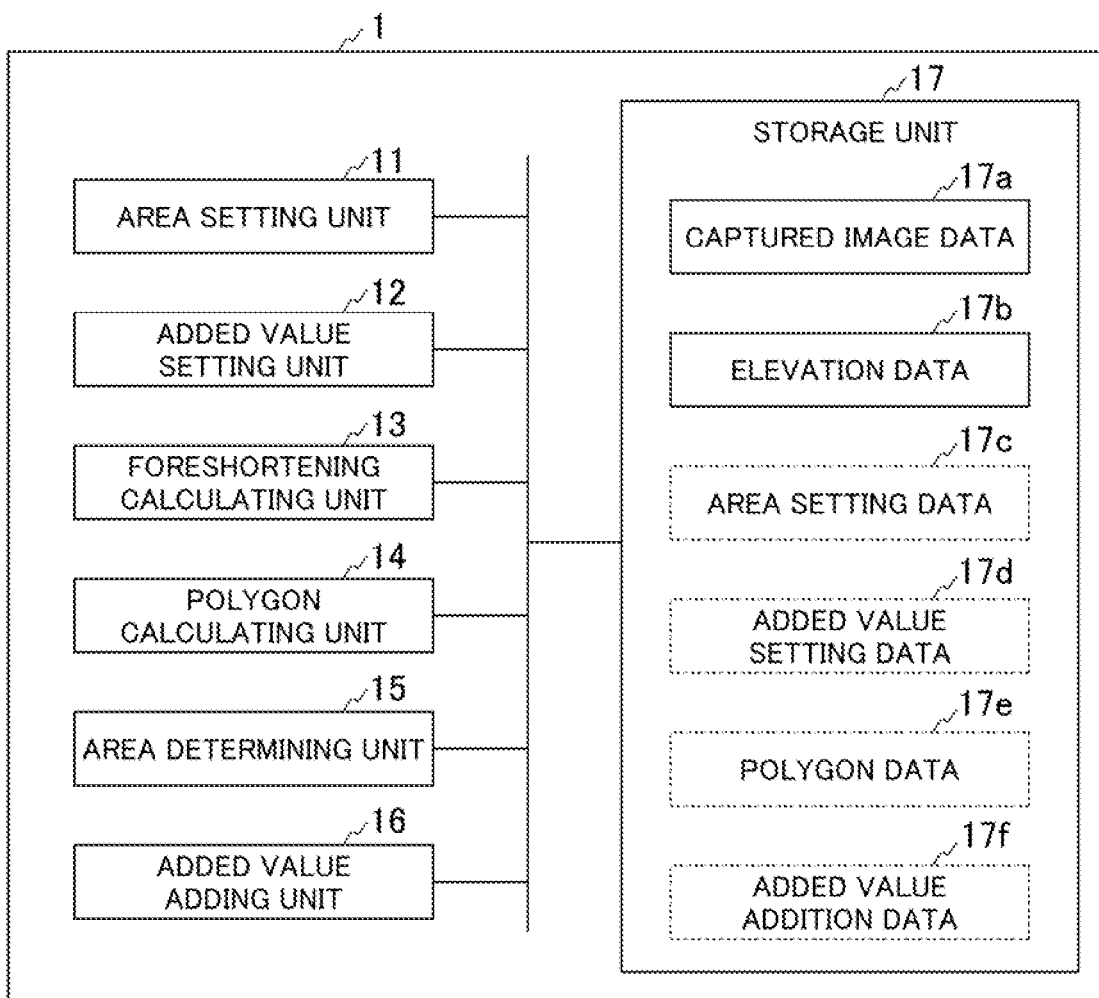 1
11
AREA SETTING UNIT
12
ADDED VALUE
SETTING UNIT
13
FORESHORTENING
CALCULATING UNIT
14
POLYGON
CALCULATING UNIT
15
AREA DETERMINING UNIT
16
ADDED VALUE
ADDING UNIT
17
STORAGE UNIT
17a
CAPTURED IMAGE DATA
17b
ELEVATION DATA
17c
AREA SETTING DATA
17d
ADDED VALUE
SETTING DATA
17e
POLYGON DATA
17f
ADDED VALUE
ADDITION DATA